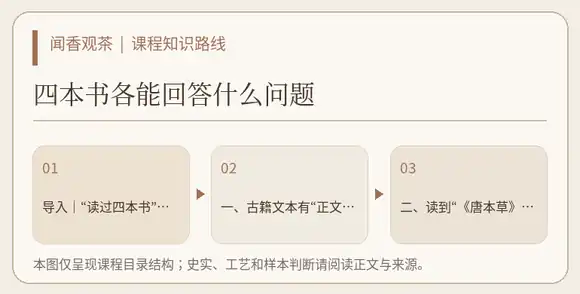 闻香观茶｜课程知识路线
四本书各能回答什么问题
01
导入｜“读过四本书”…
02
一、古籍文本有“正文…
03
二、读到“《唐本草》…
本图仅呈现课程目录结构；史实、工艺和样本判断请阅读正文与来源。